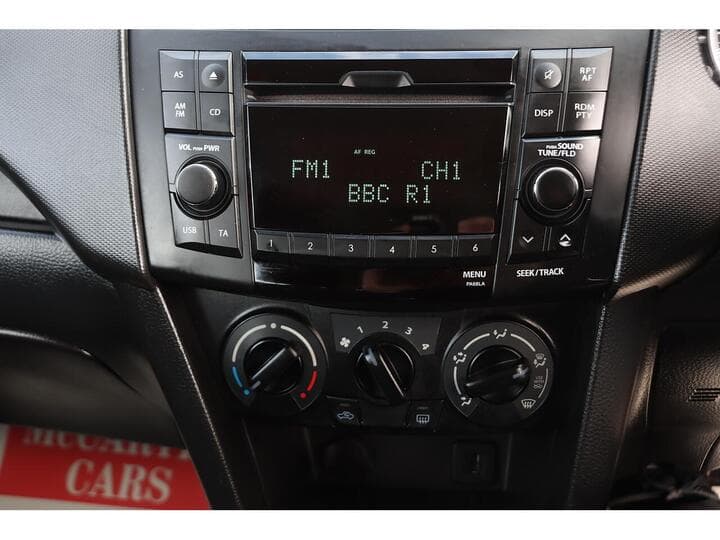 AS
AM
FM
CD
VOL PUSH PWR
USB
TA
AF REG
FM1 CH1
BBC R1
1 2 3 4 5 6
MENU
PA88LA
RPT
AF
DISP
RDM
PTY
PUSH SOUND
TUNE/FLD
SEEK/TRACK
1 2 3 4
CARS